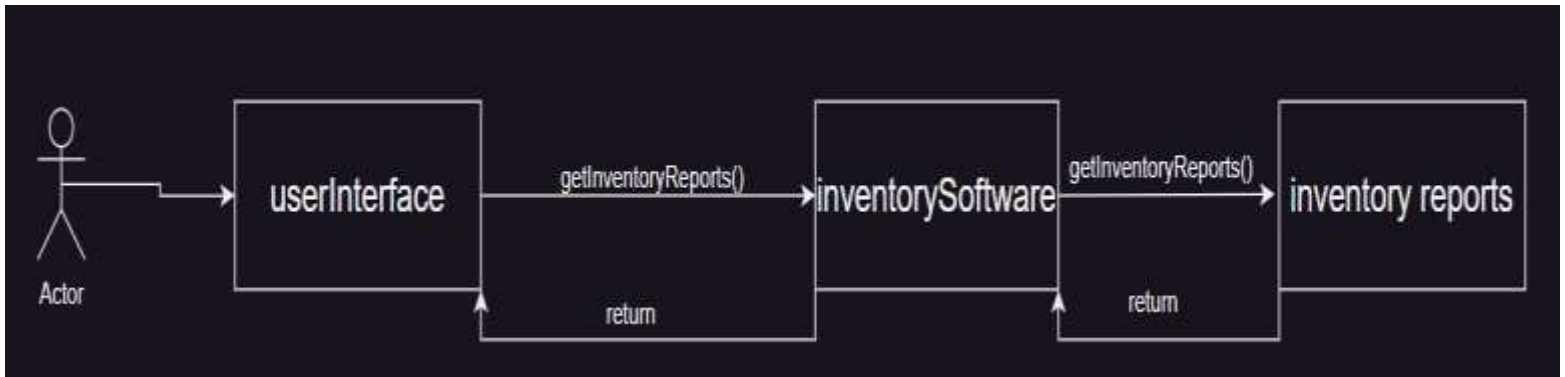 Actor
userInterface
getInventoryReports()
return
inventorySoftware
getInventoryReports()
return
inventory reports